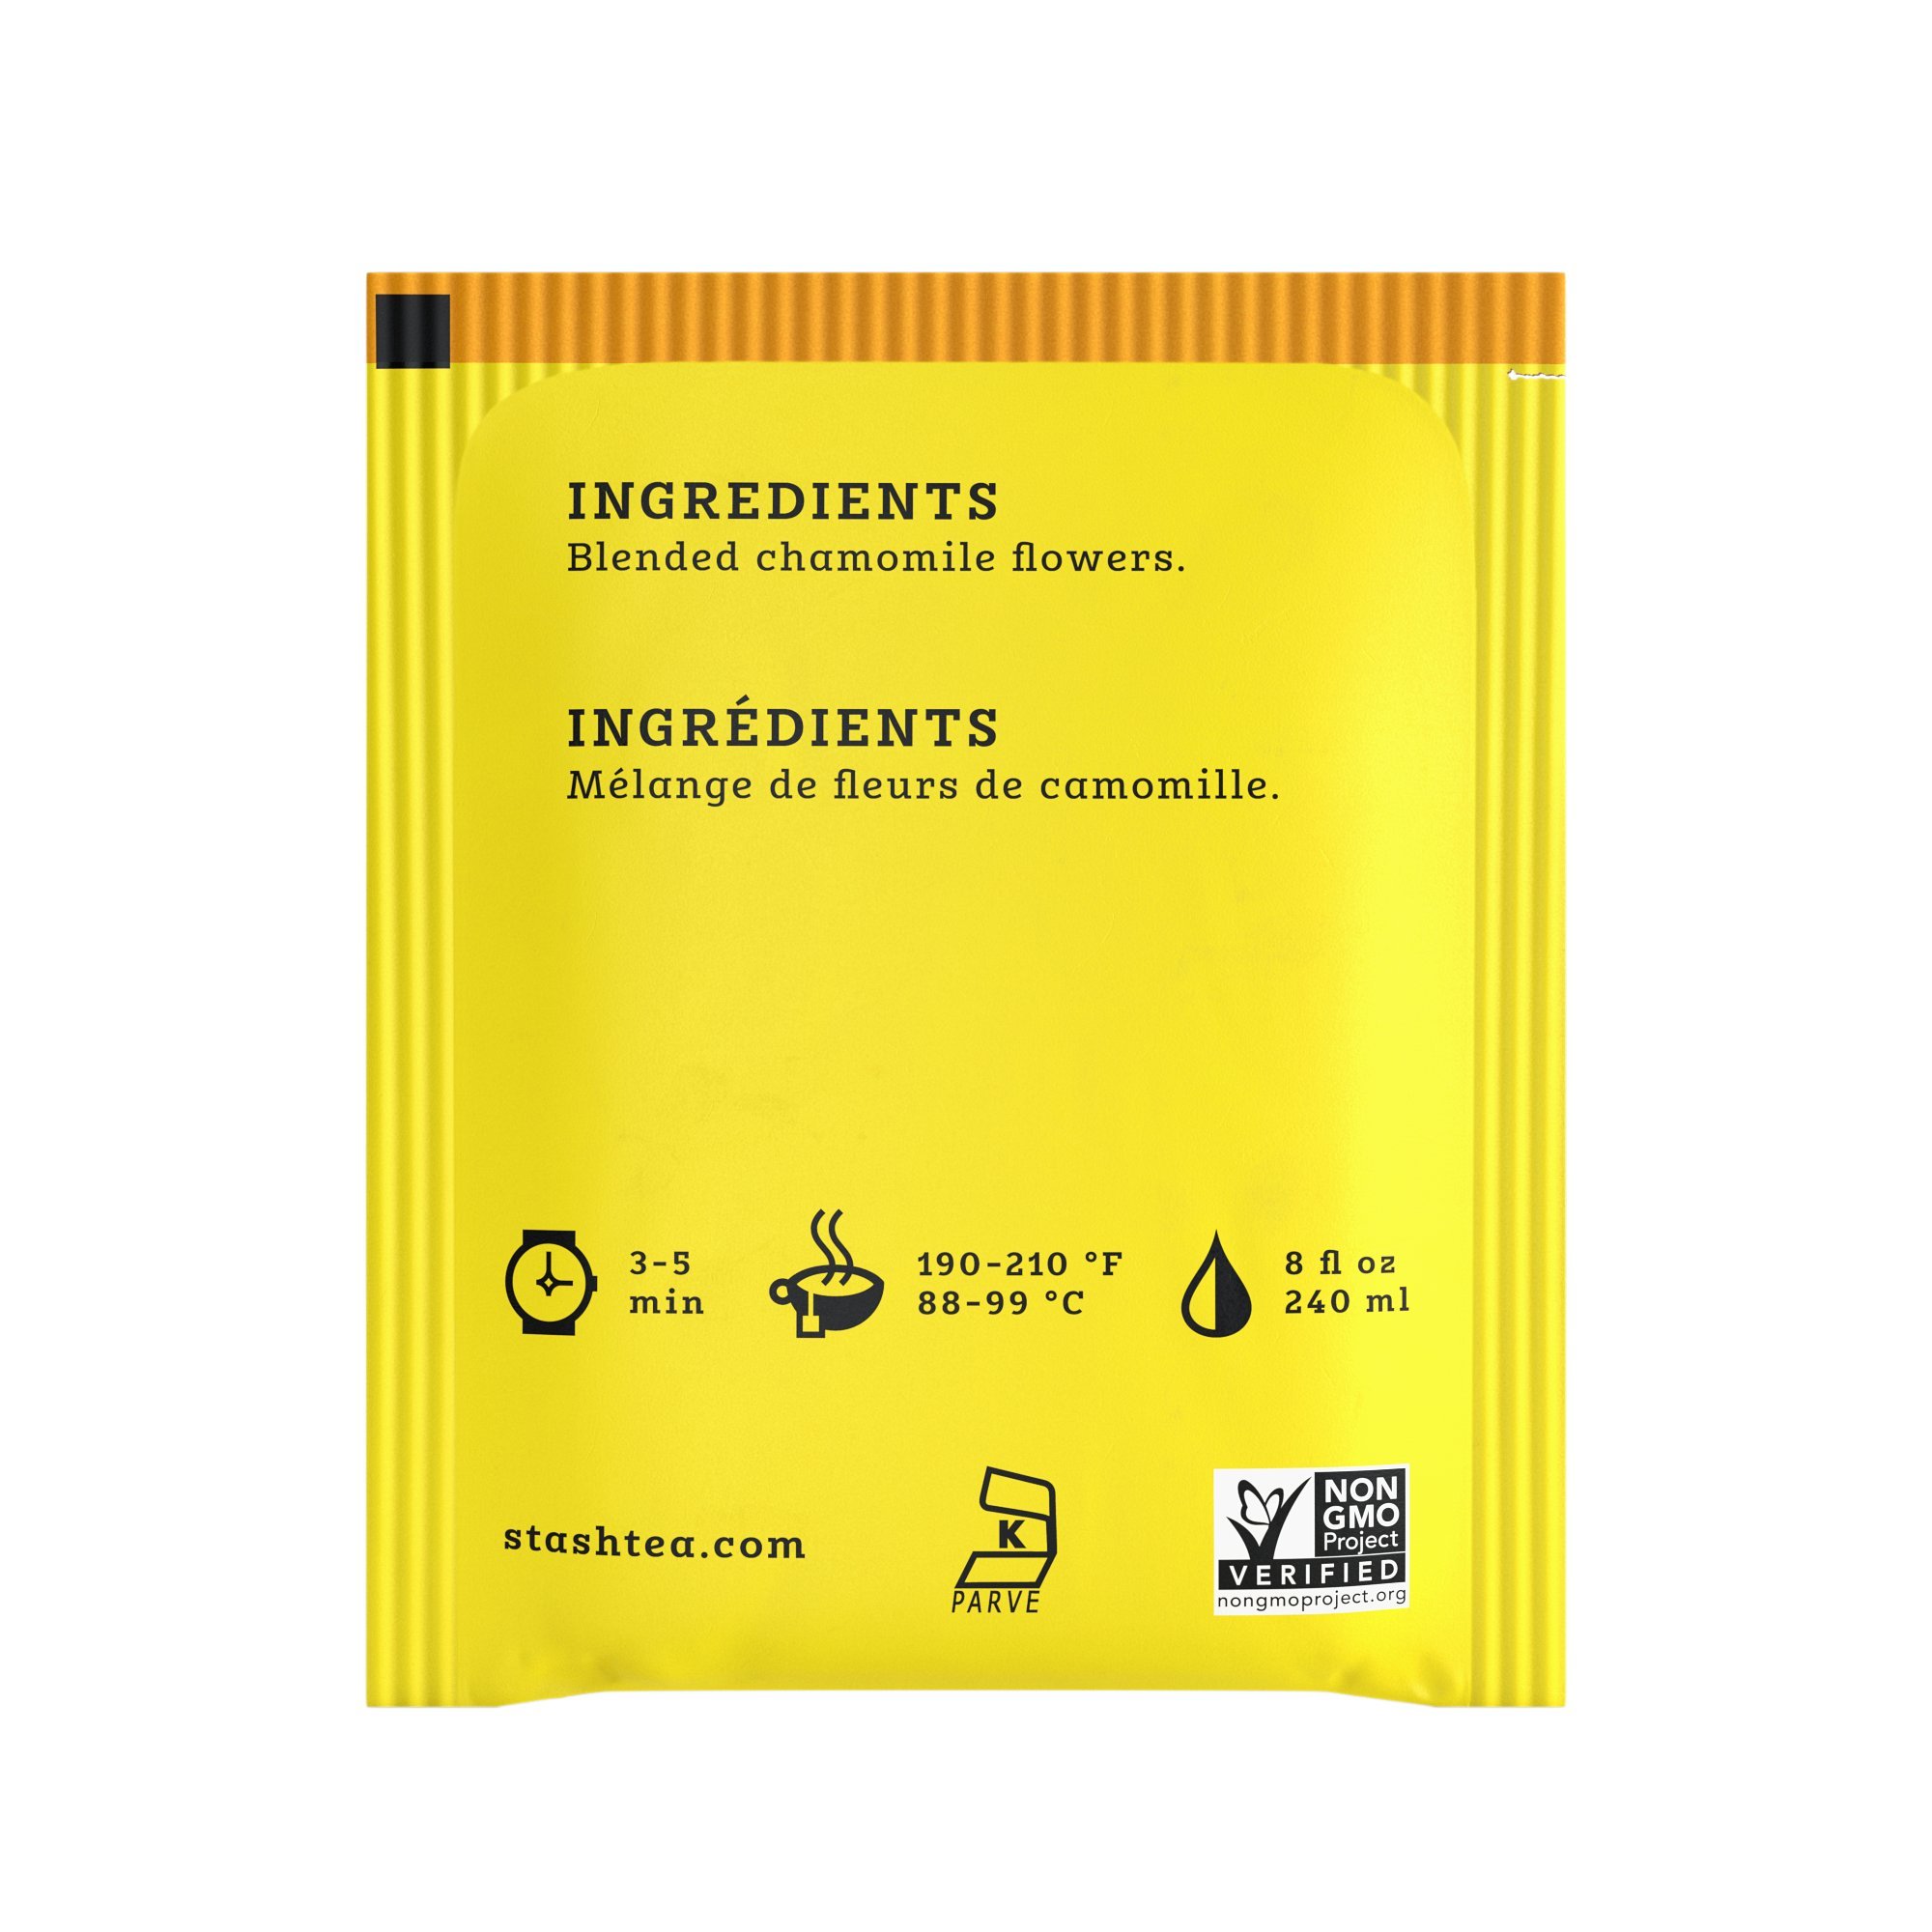 INGREDIENTS
Blended chamomile flowers.
INGRÉDIENTS
Mélange de fleurs de camomille.
3-5
min
190-210 °F
88-99 °C
8 fl oz
240 ml
stashtea.com
K
PARVE
NON
GMO
Project
VERIFIED
nongmoproject.org